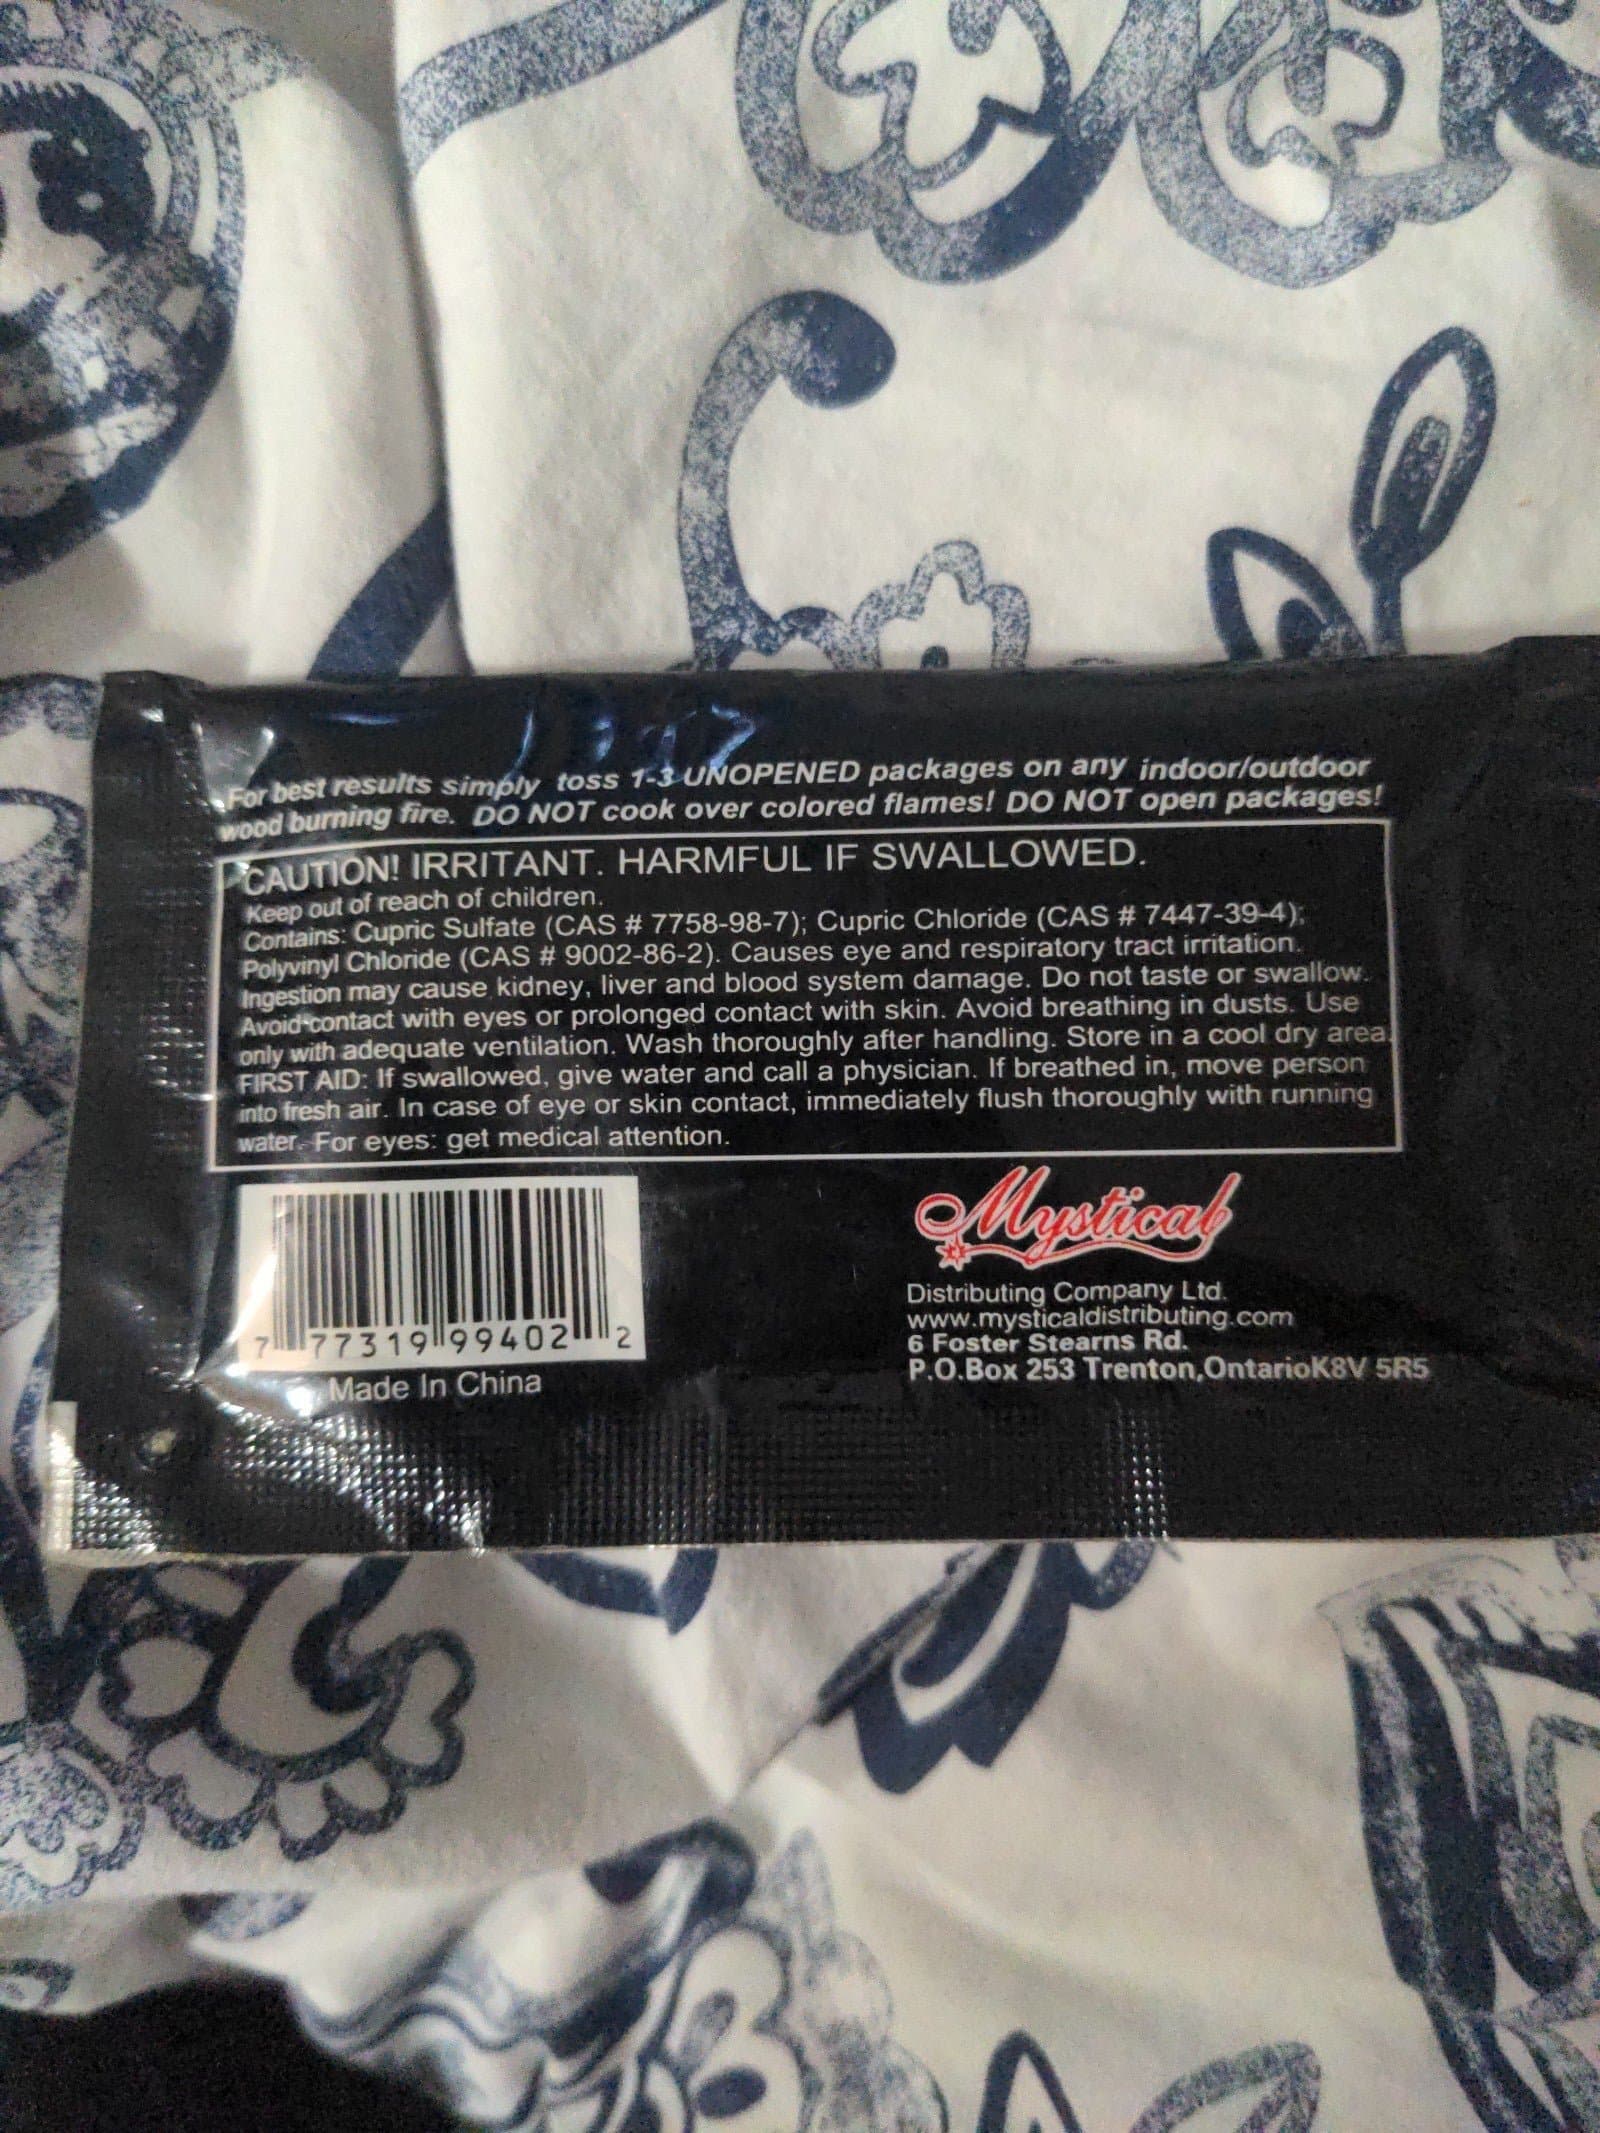 For best results simply toss 1-3 UNOPENED packages on any indoor/outdoor
wood burning fire. DO NOT cook over colored flames! DO NOT open packages!
CAUTION! IRRITANT. HARMFUL IF SWALLOWED.
Keep out of reach of children.
Contains: Cupric Sulfate (CAS # 7758-98-7); Cupric Chloride (CAS # 7447-39-4);
Polyvinyl Chloride (CAS # 9002-86-2). Causes eye and respiratory tract irritation.
Ingestion may cause kidney, liver and blood system damage. Do not taste or swallow.
Avoid contact with eyes or prolonged contact with skin. Avoid breathing in dusts. Use
only with adequate ventilation. Wash thoroughly after handling. Store in a cool dry area.
FIRST AID: If swallowed, give water and call a physician. If breathed in, move person
into fresh air. In case of eye or skin contact, immediately flush thoroughly with running
water. For eyes: get medical attention.
7 77319 99402 2
Made In China
Mystical
Distributing Company Ltd.
www.mysticaldistributing.com
6 Foster Stearns Rd.
P.O.Box 253 Trenton,OntarioK8V 5R5